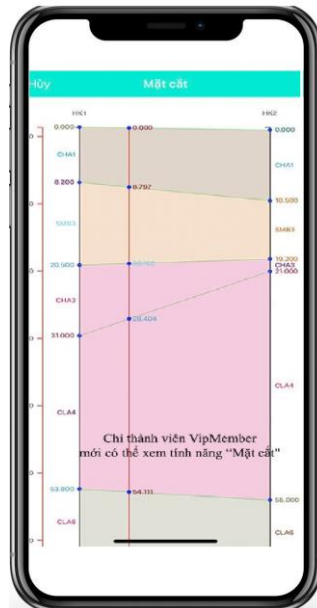 Hủy
Mặt cắt
HK1
HK2
0.000
0.000
0.000
CHA1
CHA1
8.200
8.797
10.500
SMB3
SMB3
20.500
19.200
CHA3
21.000
CHA3
28.404
31.000
CLA4
CLA4
Chỉ thành viên VipMember
mới có thể xem tính năng “Mặt cắt"
53.800
54.111
55.000
CLA6
CLA6